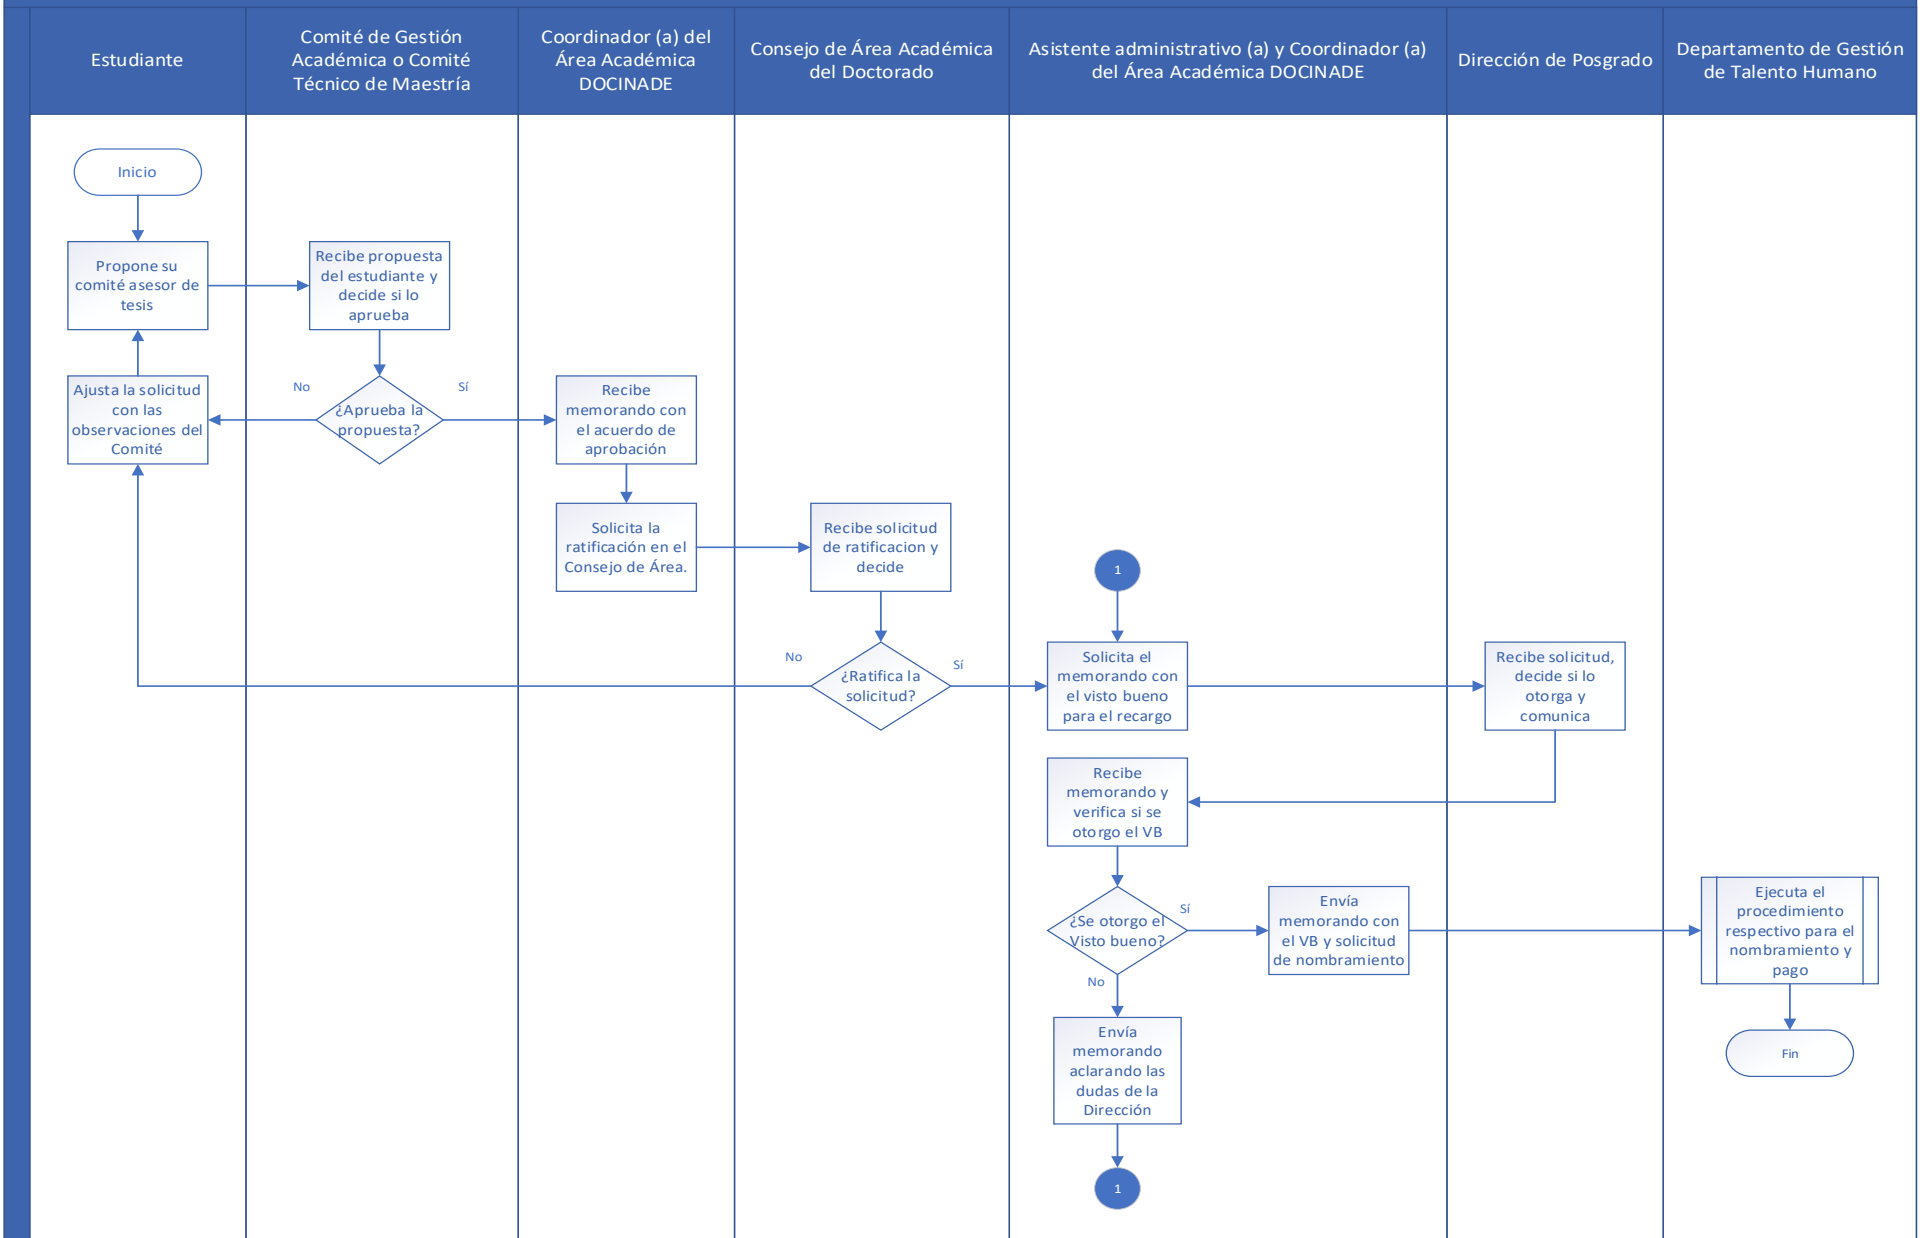 Estudiante
Comité de Gestión
Académica o Comité
Técnico de Maestría
Coordinador (a) del
Área Académica
DOCINADE
Consejo de Área Académica
del Doctorado
Asistente administrativo (a) y Coordinador (a)
del Área Académica DOCINADE
Dirección de Posgrado
Departamento de Gestión
de Talento Humano
Inicio
Propone su
comité asesor de
tesis
Recibe propuesta
del estudiante y
decide si lo
aprueba
Ajusta la solicitud
con las
observaciones del
Comité
No
¿Aprueba la
propuesta?
Sí
Recibe
memorando con
el acuerdo de
aprobación
Solicita la
ratificación en el
Consejo de Área.
Recibe solicitud
de ratificacion y
decide
No
¿Ratifica la
solicitud?
Sí
1
Solicita el
memorando con
el visto bueno
para el recargo
Recibe solicitud,
decide si lo
otorga y
comunica
Recibe
memorando y
verifica si se
otorgo el VB
¿Se otorgo el
Visto bueno?
Sí
No
Envía
memorando con
el VB y solicitud
de nombramiento
Ejecuta el
procedimiento
respectivo para el
nombramiento y
pago
Envía
memorando
aclarando las
dudas de la
Dirección
Fin
1